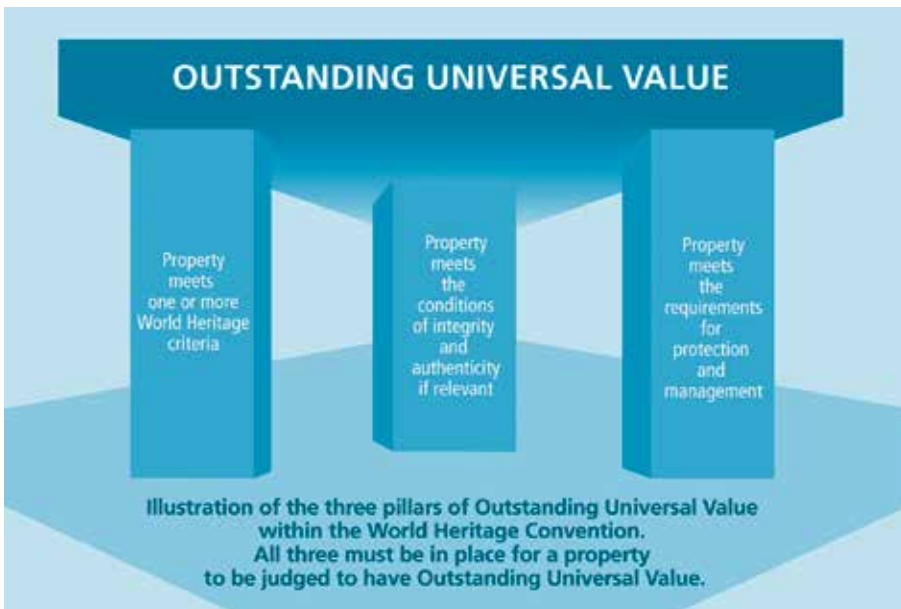 OUTSTANDING UNIVERSAL VALUE
Property
meets
one or more
World Heritage
criteria
Property
meets
the
conditions
of integrity
and
authenticity
if relevant
Property
meets
the
requirements
for
protection
and
management
Illustration of the three pillars of Outstanding Universal Value
within the World Heritage Convention.
All three must be in place for a property
to be judged to have Outstanding Universal Value.